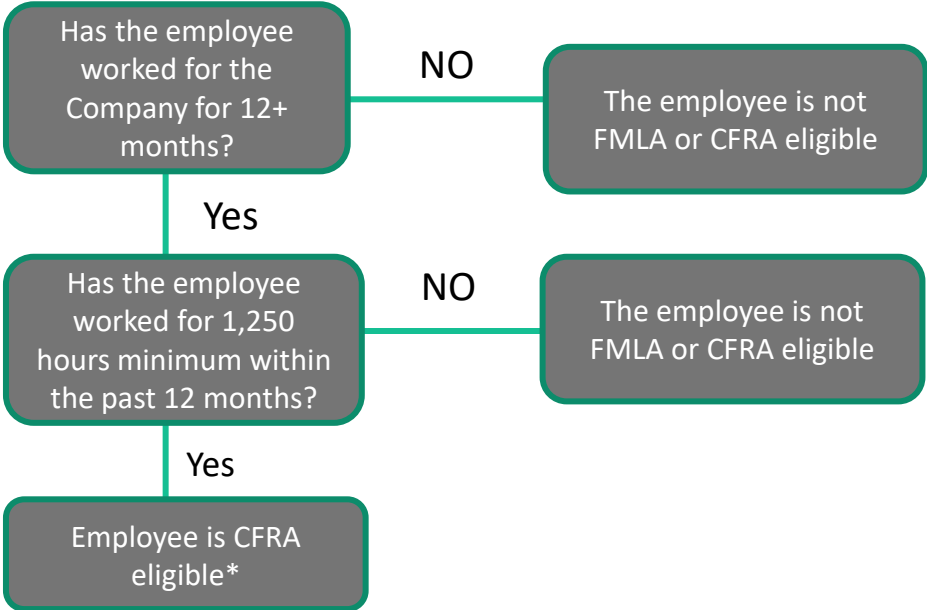 Has the employee
worked for the
Company for 12+
months?
NO
The employee is not
FMLA or CFRA eligible
Yes
Has the employee
worked for 1,250
hours minimum within
the past 12 months?
NO
The employee is not
FMLA or CFRA eligible
Yes
Employee is CFRA
eligible*